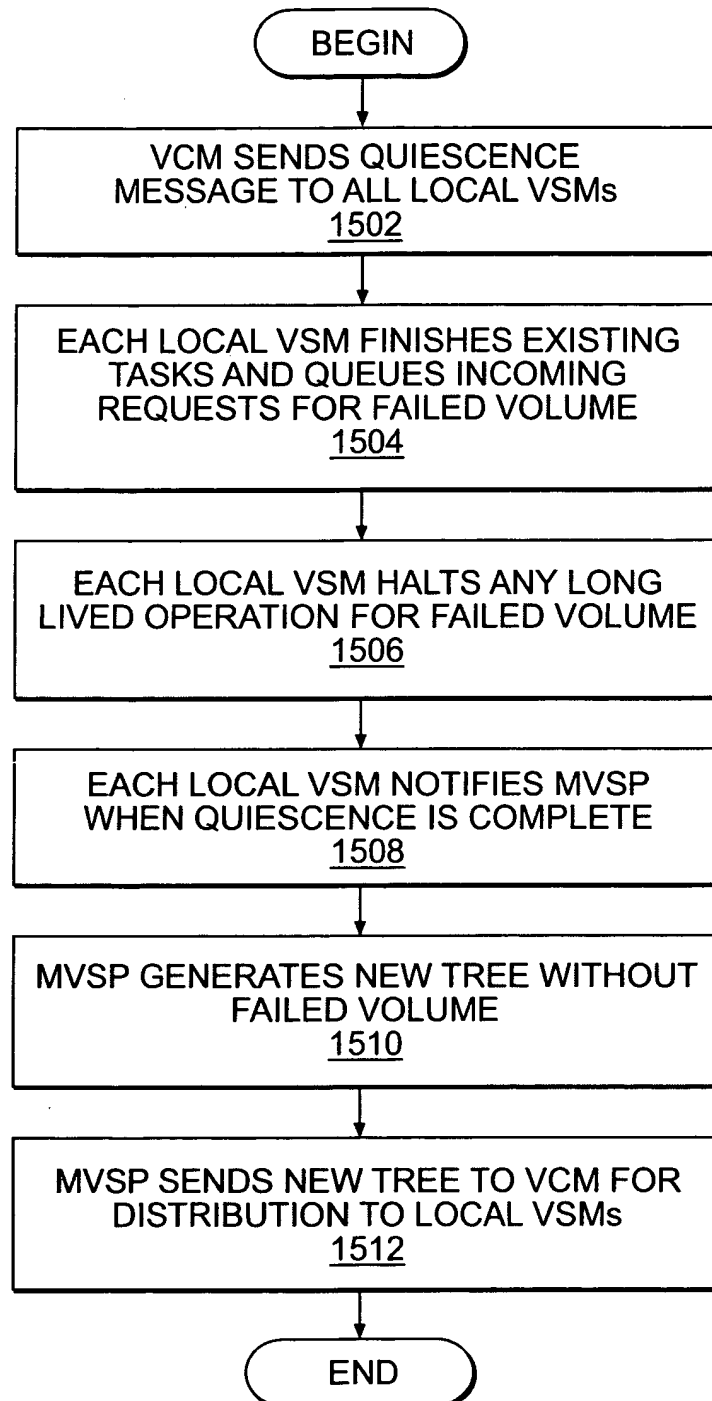 BEGIN
VCM SENDS QUIESCENCE
MESSAGE TO ALL LOCAL VSMs
1502
EACH LOCAL VSM FINISHES EXISTING
TASKS AND QUEUES INCOMING
REQUESTS FOR FAILED VOLUME
1504
EACH LOCAL VSM HALTS ANY LONG
LIVED OPERATION FOR FAILED VOLUME
1506
EACH LOCAL VSM NOTIFIES MVSP
WHEN QUIESCENCE IS COMPLETE
1508
MVSP GENERATES NEW TREE WITHOUT
FAILED VOLUME
1510
MVSP SENDS NEW TREE TO VCM FOR
DISTRIBUTION TO LOCAL VSMs
1512
END